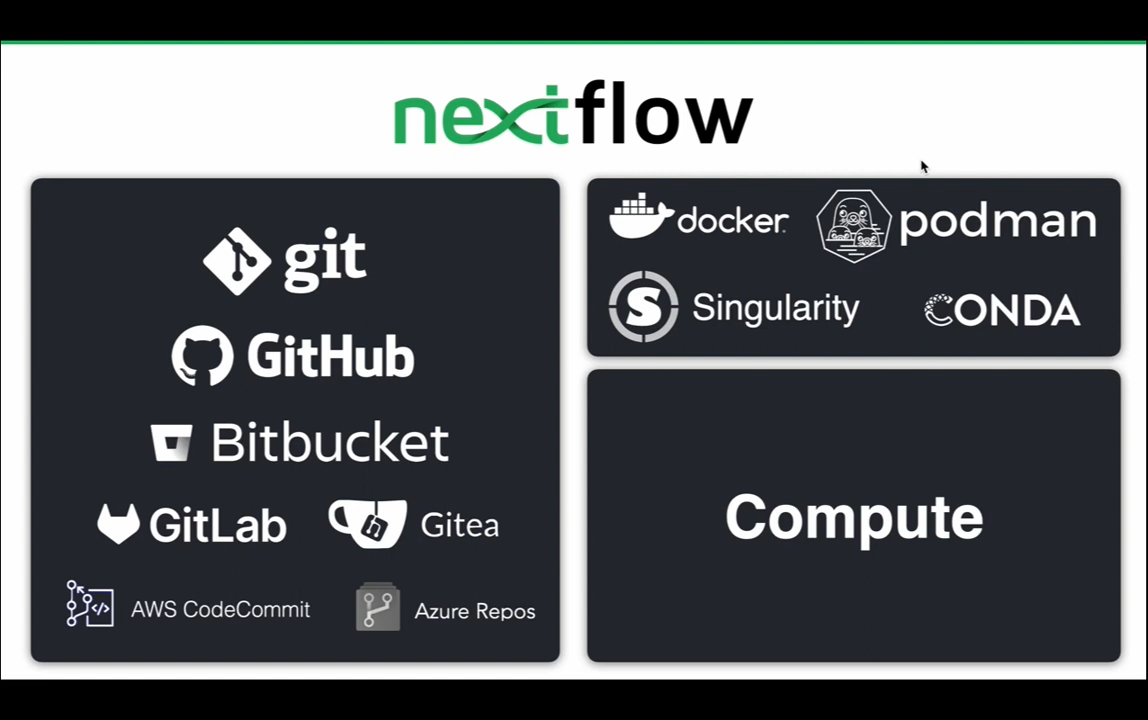 nextflow
git
GitHub
Bitbucket
GitLab
Gitea
AWS CodeCommit
Azure Repos
docker
podman
Singularity
CONDA
Compute